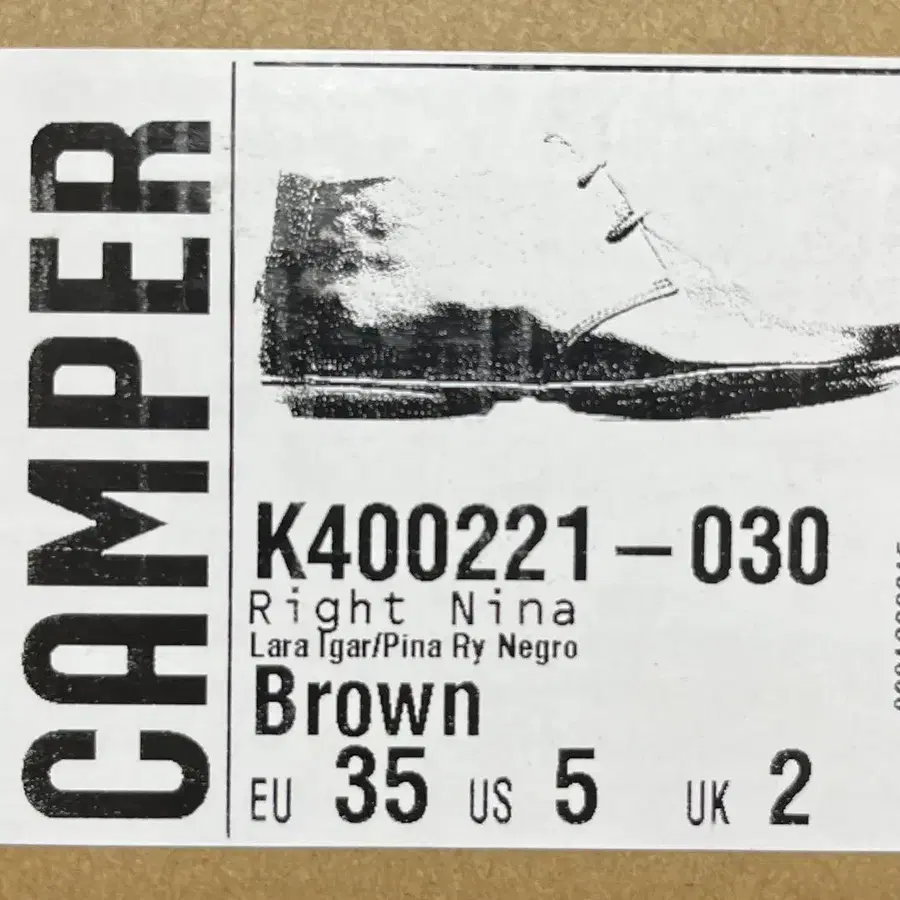 CAMPER
K400221-030
Right Nina
Lara Igar/Pina Ry Negro
Brown
EU 35 US 5 UK 2